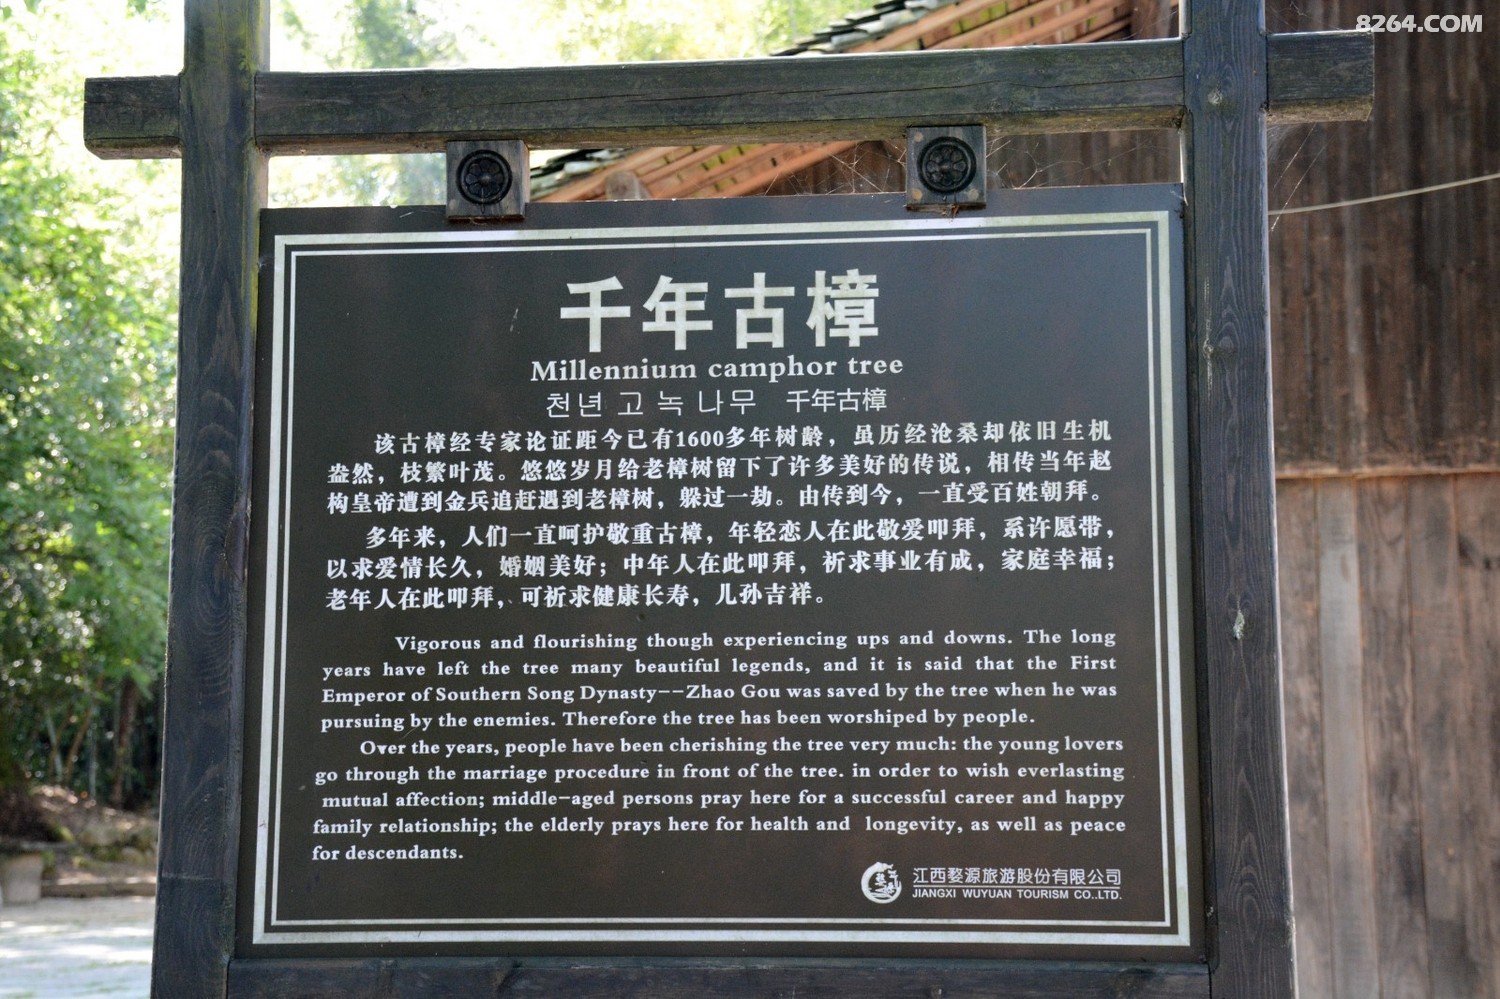 8264.COM
千年古樟
Millennium camphor tree
천년 고 녹 나무 千年古樟
该古樟经专家论证距今已有1600多年树龄，虽历经沧桑却依旧生机
盎然，枝繁叶茂。悠悠岁月给老樟树留下了许多美好的传说，相传当年赵
构皇帝遭到金兵追赶遇到老樟树，躲过一劫。由传到今，一直受百姓朝拜。
多年来，人们一直呵护敬重古樟，年轻恋人在此敬爱叩拜，系许愿带，
以求爱情长久，婚姻美好；中年人在此叩拜，祈求事业有成，家庭幸福；
老年人在此叩拜，可祈求健康长寿，儿孙吉祥。
Vigorous and flourishing though experiencing ups and downs. The long
years have left the tree many beautiful legends, and it is said that the First
Emperor of Southern Song Dynasty--Zhao Gou was saved by the tree when he was
pursuing by the enemies. Therefore the tree has been worshiped by people.
Over the years, people have been cherishing the tree very much: the young lovers
go through the marriage procedure in front of the tree. in order to wish everlasting
mutual affection; middle-aged persons pray here for a successful career and happy
family relationship; the elderly prays here for health and longevity, as well as peace
for descendants.
江西婺源旅游股份有限公司
JIANGXI WUYUAN TOURISM CO.,LTD.